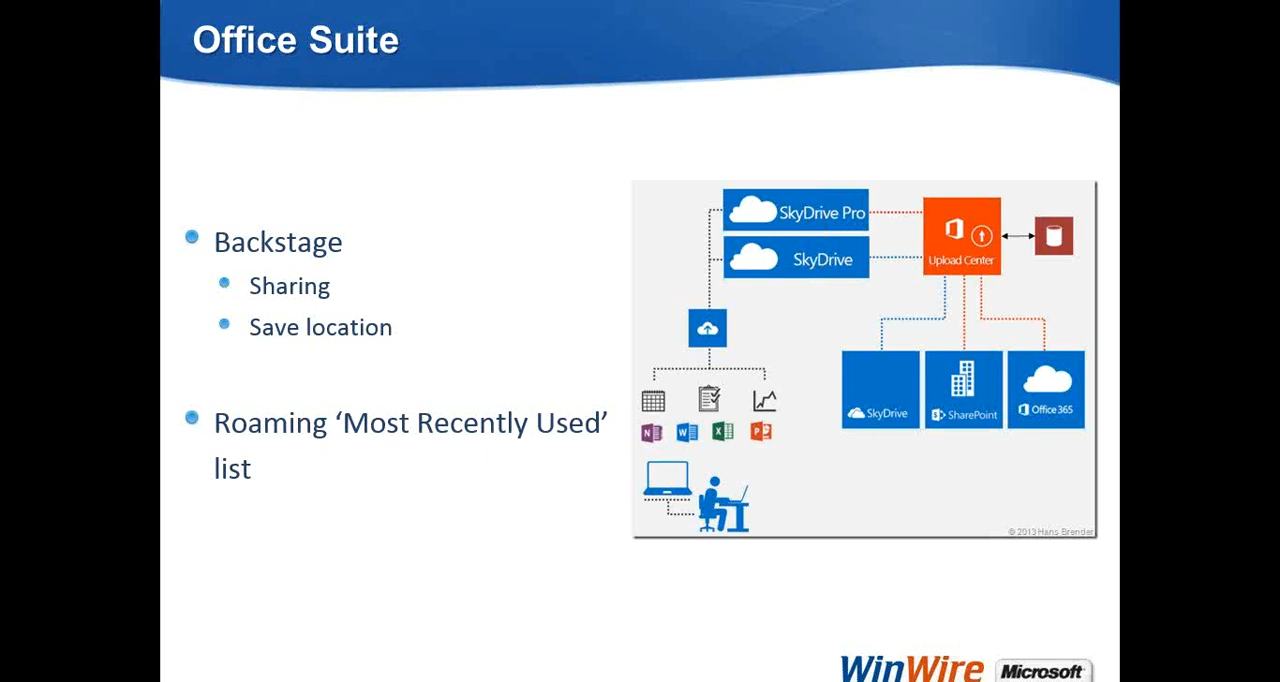 Office Suite
Backstage
Sharing
Save location
Roaming ‘Most Recently Used’
list
SkyDrive Pro
SkyDrive
Upload Center
SkyDrive
SharePoint
Office 365
N
W
X
P
© 2013 Hans Brender
WinWire
Microsoft